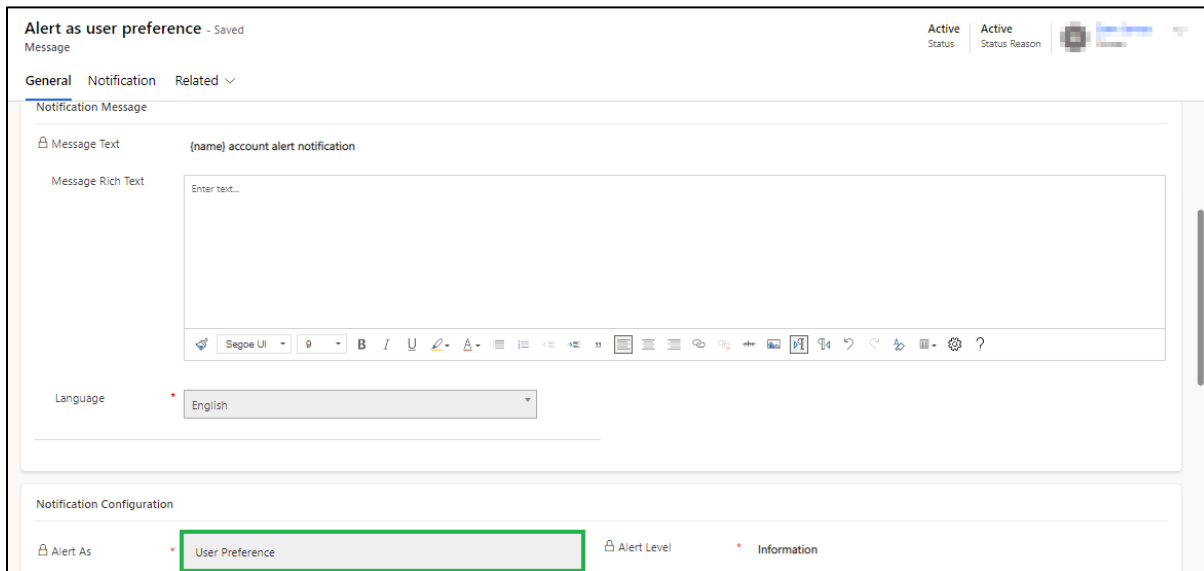 Alert as user preference - Saved
Message
Active
Status
Active
Status Reason
General Notification Related
Notification Message
Message Text {name} account alert notification
Message Rich Text
Enter text...
Segoe UI 9 B I U
Language * English
Notification Configuration
Alert As * User Preference
Alert Level * Information